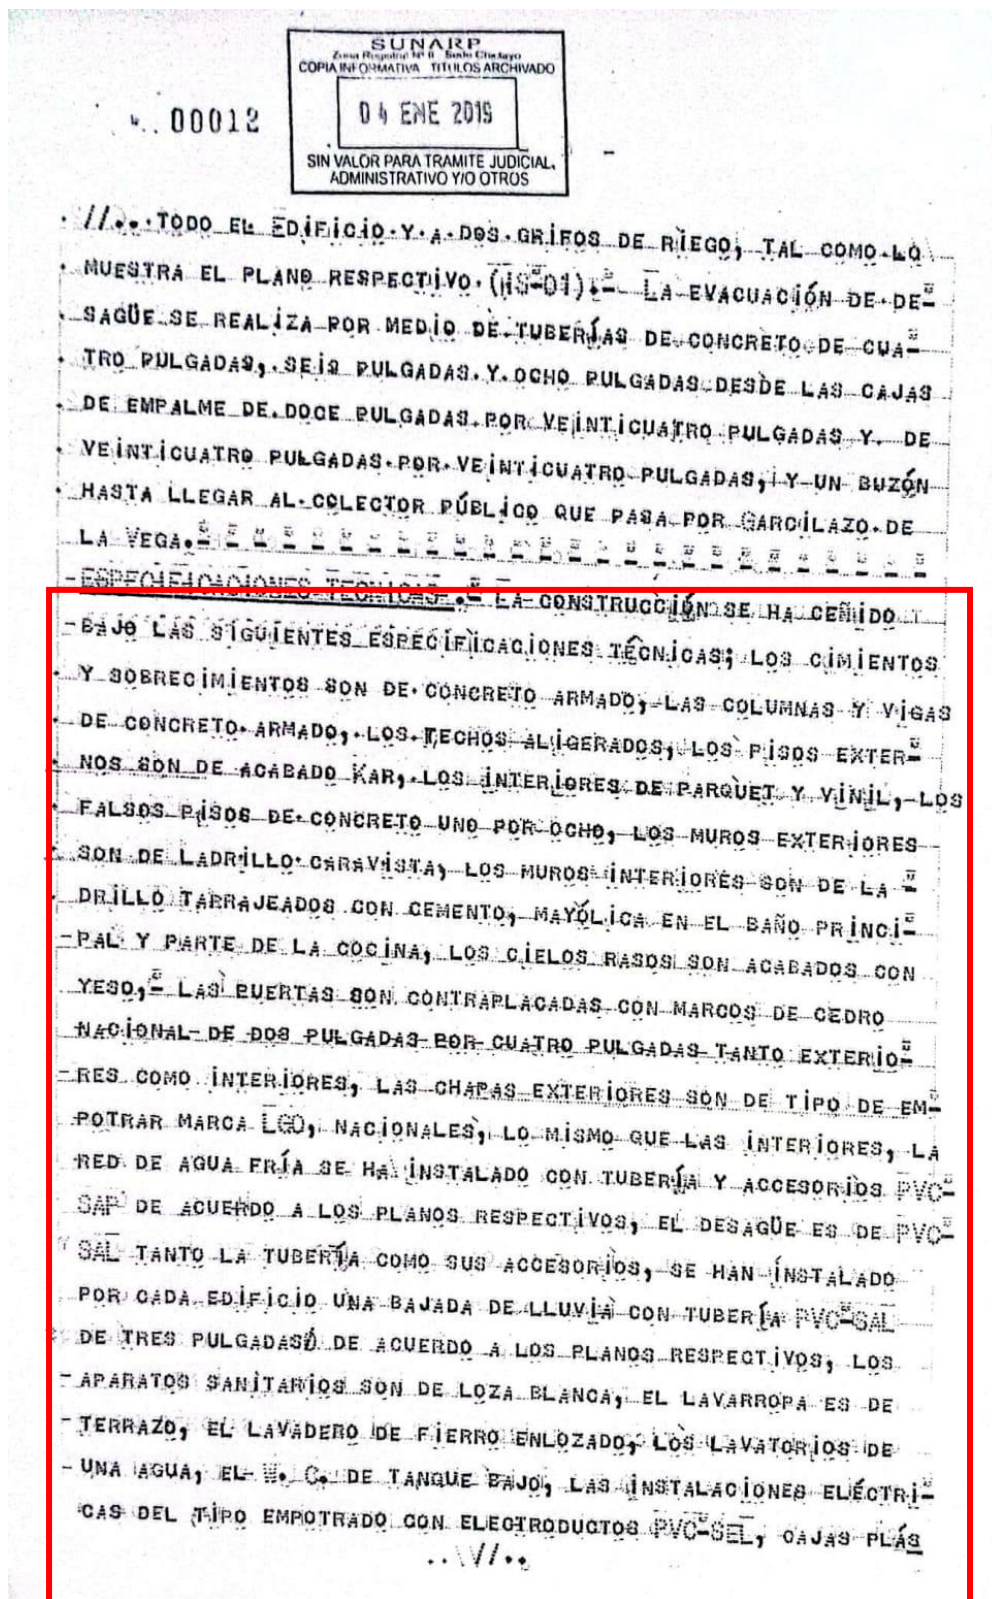 SUNARP
Zona Registral Nº II - Sede Chiclayo
COPIA INFORMATIVA TITULOS ARCHIVADO
00012
04 ENE 2019
SIN VALOR PARA TRAMITE JUDICIAL,
ADMINISTRATIVO Y/O OTROS
//... TODO EL EDIFICIO Y A DOS GRIFOS DE RIEGO, TAL COMO LO
MUESTRA EL PLANO RESPECTIVO (HS-01).- LA EVACUACIÓN DE DE-
SAGÜE SE REALIZA POR MEDIO DE TUBERÍAS DE CONCRETO DE CUA-
TRO PULGADAS, SEIS PULGADAS Y OCHO PULGADAS DESDE LAS CAJAS
DE EMPALME DE DOCE PULGADAS POR VEINTICUATRO PULGADAS Y DE
VEINTICUATRO PULGADAS POR VEINTICUATRO PULGADAS, Y UN BUZÓN
HASTA LLEGAR AL COLECTOR PÚBLICO QUE PASA POR GARCILAZO DE
LA VEGA.- - - - - - - - - - - - - - - - - - - - - - - - - -
ESPECIFICACIONES TECNICAS.- LA CONSTRUCCIÓN SE HA CEÑIDO
BAJO LAS SIGUIENTES ESPECIFICACIONES TÉCNICAS; LOS CIMIENTOS
Y SOBRECIMIENTOS SON DE CONCRETO ARMADO, LAS COLUMNAS Y VIGAS
DE CONCRETO ARMADO, LOS TECHOS ALIGERADOS, LOS PISOS EXTER-
NOS SON DE ACABADO KAR, LOS INTERIORES DE PARQUET Y VINIL, LOS
FALSOS PISOS DE CONCRETO UNO POR OCHO, LOS MUROS EXTERIORES
SON DE LADRILLO CARAVISTA, LOS MUROS INTERIORES SON DE LA -
DRILLO TARRAJEADOS CON CEMENTO, MAYÓLICA EN EL BAÑO PRINCI-
PAL Y PARTE DE LA COCINA, LOS CIELOS RASOS SON ACABADOS CON
YESO,- LAS PUERTAS SON CONTRAPLACADAS CON MARCOS DE CEDRO
NACIONAL DE DOS PULGADAS POR CUATRO PULGADAS TANTO EXTERIO-
RES COMO INTERIORES, LAS CHAPAS EXTERIORES SON DE TIPO DE EM-
POTRAR MARCA LGO, NACIONALES, LO MISMO QUE LAS INTERIORES, LA
RED DE AGUA FRÍA SE HA INSTALADO CON TUBERÍA Y ACCESORIOS PVC-
SAP DE ACUERDO A LOS PLANOS RESPECTIVOS, EL DESAGÜE ES DE PVC-
SAL TANTO LA TUBERÍA COMO SUS ACCESORIOS, SE HAN INSTALADO
POR CADA EDIFICIO UNA BAJADA DE LLUVIA CON TUBERÍA PVC-SAL
DE TRES PULGADAS DE ACUERDO A LOS PLANOS RESPECTIVOS, LOS
APARATOS SANITARIOS SON DE LOZA BLANCA, EL LAVARROPA ES DE
TERRAZO, EL LAVADERO DE FIERRO ENLOZADO, LOS LAVATORIOS DE
UNA AGUA, EL W. C. DE TANQUE BAJO, LAS INSTALACIONES ELÉCTRI-
CAS DEL TIPO EMPOTRADO CON ELECTRODUCTOS PVC-SEL, CAJAS PLÁS
..//..